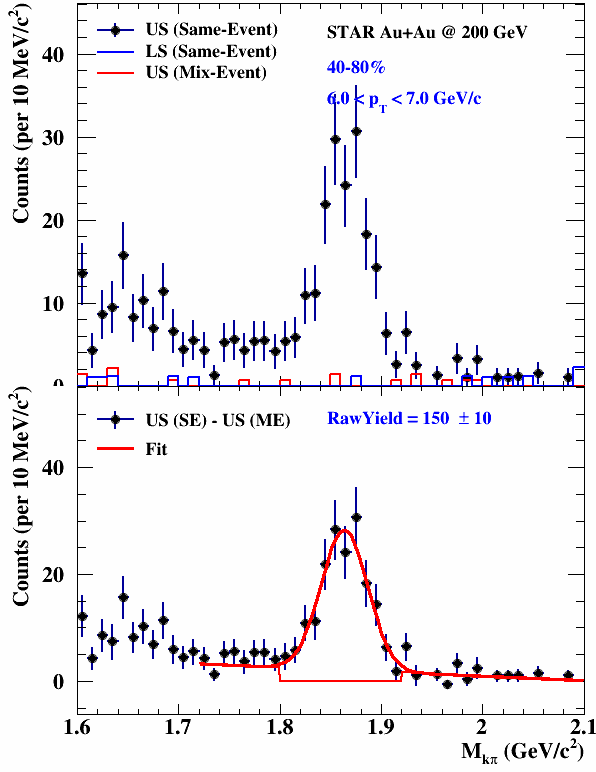 US (Same-Event)
LS (Same-Event)
US (Mix-Event)
STAR Au+Au @ 200 GeV
40-80%
6.0 < p_T < 7.0 GeV/c
Counts (per 10 MeV/c²)
40
30
20
10
0
US (SE) - US (ME)
Fit
RawYield = 150 ± 10
Counts (per 10 MeV/c²)
40
20
0
1.6 1.7 1.8 1.9 2 2.1
M_kπ (GeV/c²)